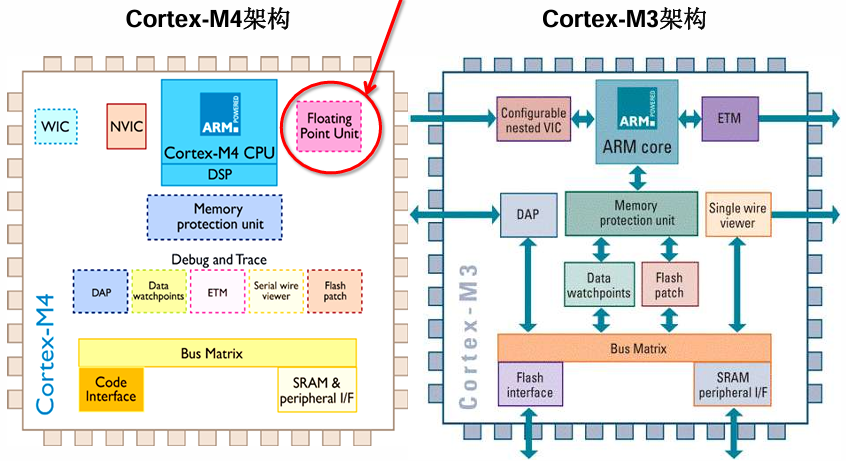 Cortex-M4架构
Cortex-M3架构
WIC
NVIC
ARM
POWERED
Cortex-M4 CPU
DSP
Floating
Point Unit
Memory
protection unit
Debug and Trace
DAP
Data
watchpoints
ETM
Serial wire
viewer
Flash
patch
Bus Matrix
Code
Interface
SRAM &
peripheral I/F
Cortex-M4
Configurable
nested VIC
ARM
POWERED
ARM core
ETM
DAP
Memory
protection unit
Single wire
viewer
Data
watchpoints
Flash
patch
Bus Matrix
Flash
interface
SRAM
peripheral I/F
Cortex-M3